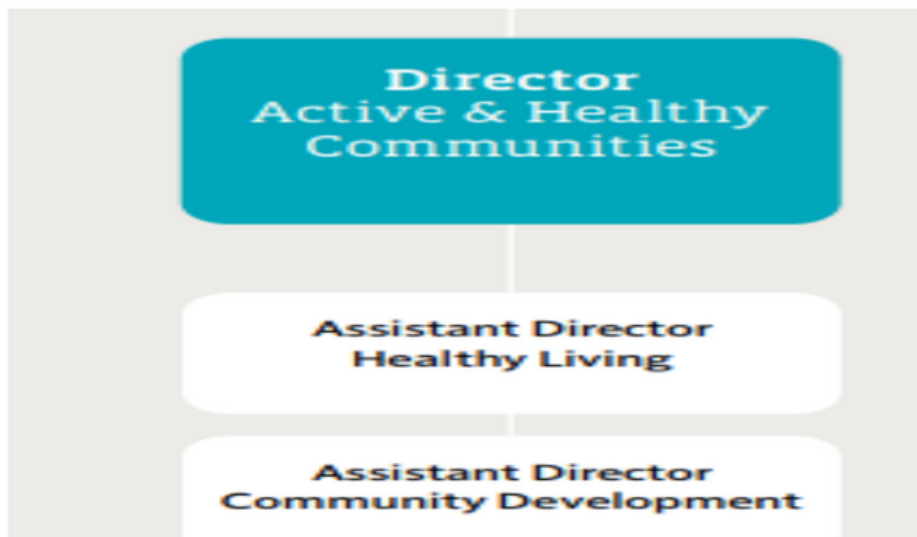 Director
Active & Healthy
Communities
Assistant Director
Healthy Living
Assistant Director
Community Development